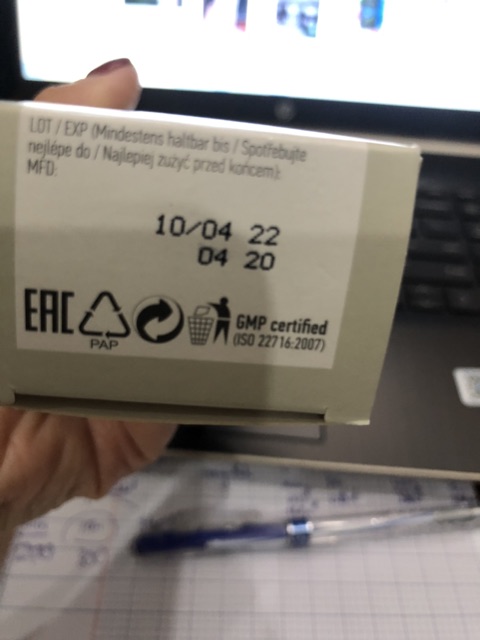 LOT / EXP (Mindestens haltbar bis / Spotřebujte
nejlépe do / Najlepiej zużyć przed końcem):
MFD:
10/04 22
04 20
EAC
PAP
GMP certified
(ISO 22716:2007)